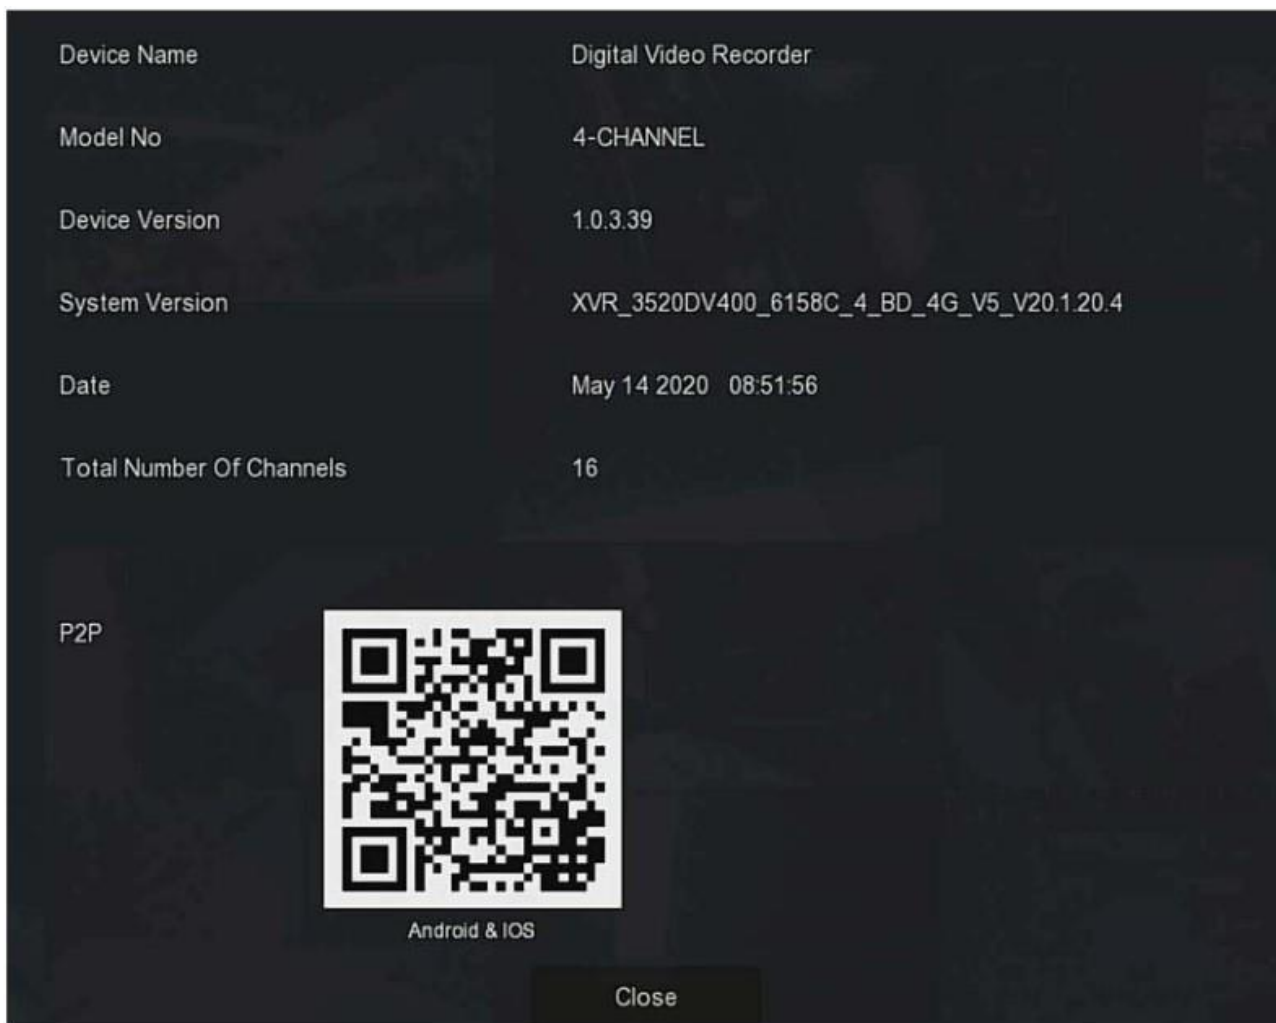 Device Name Digital Video Recorder
Model No 4-CHANNEL
Device Version 1.0.3.39
System Version XVR_3520DV400_6158C_4_BD_4G_V5_V20.1.20.4
Date May 14 2020 08:51:56
Total Number Of Channels 16
P2P
Android & IOS
Close